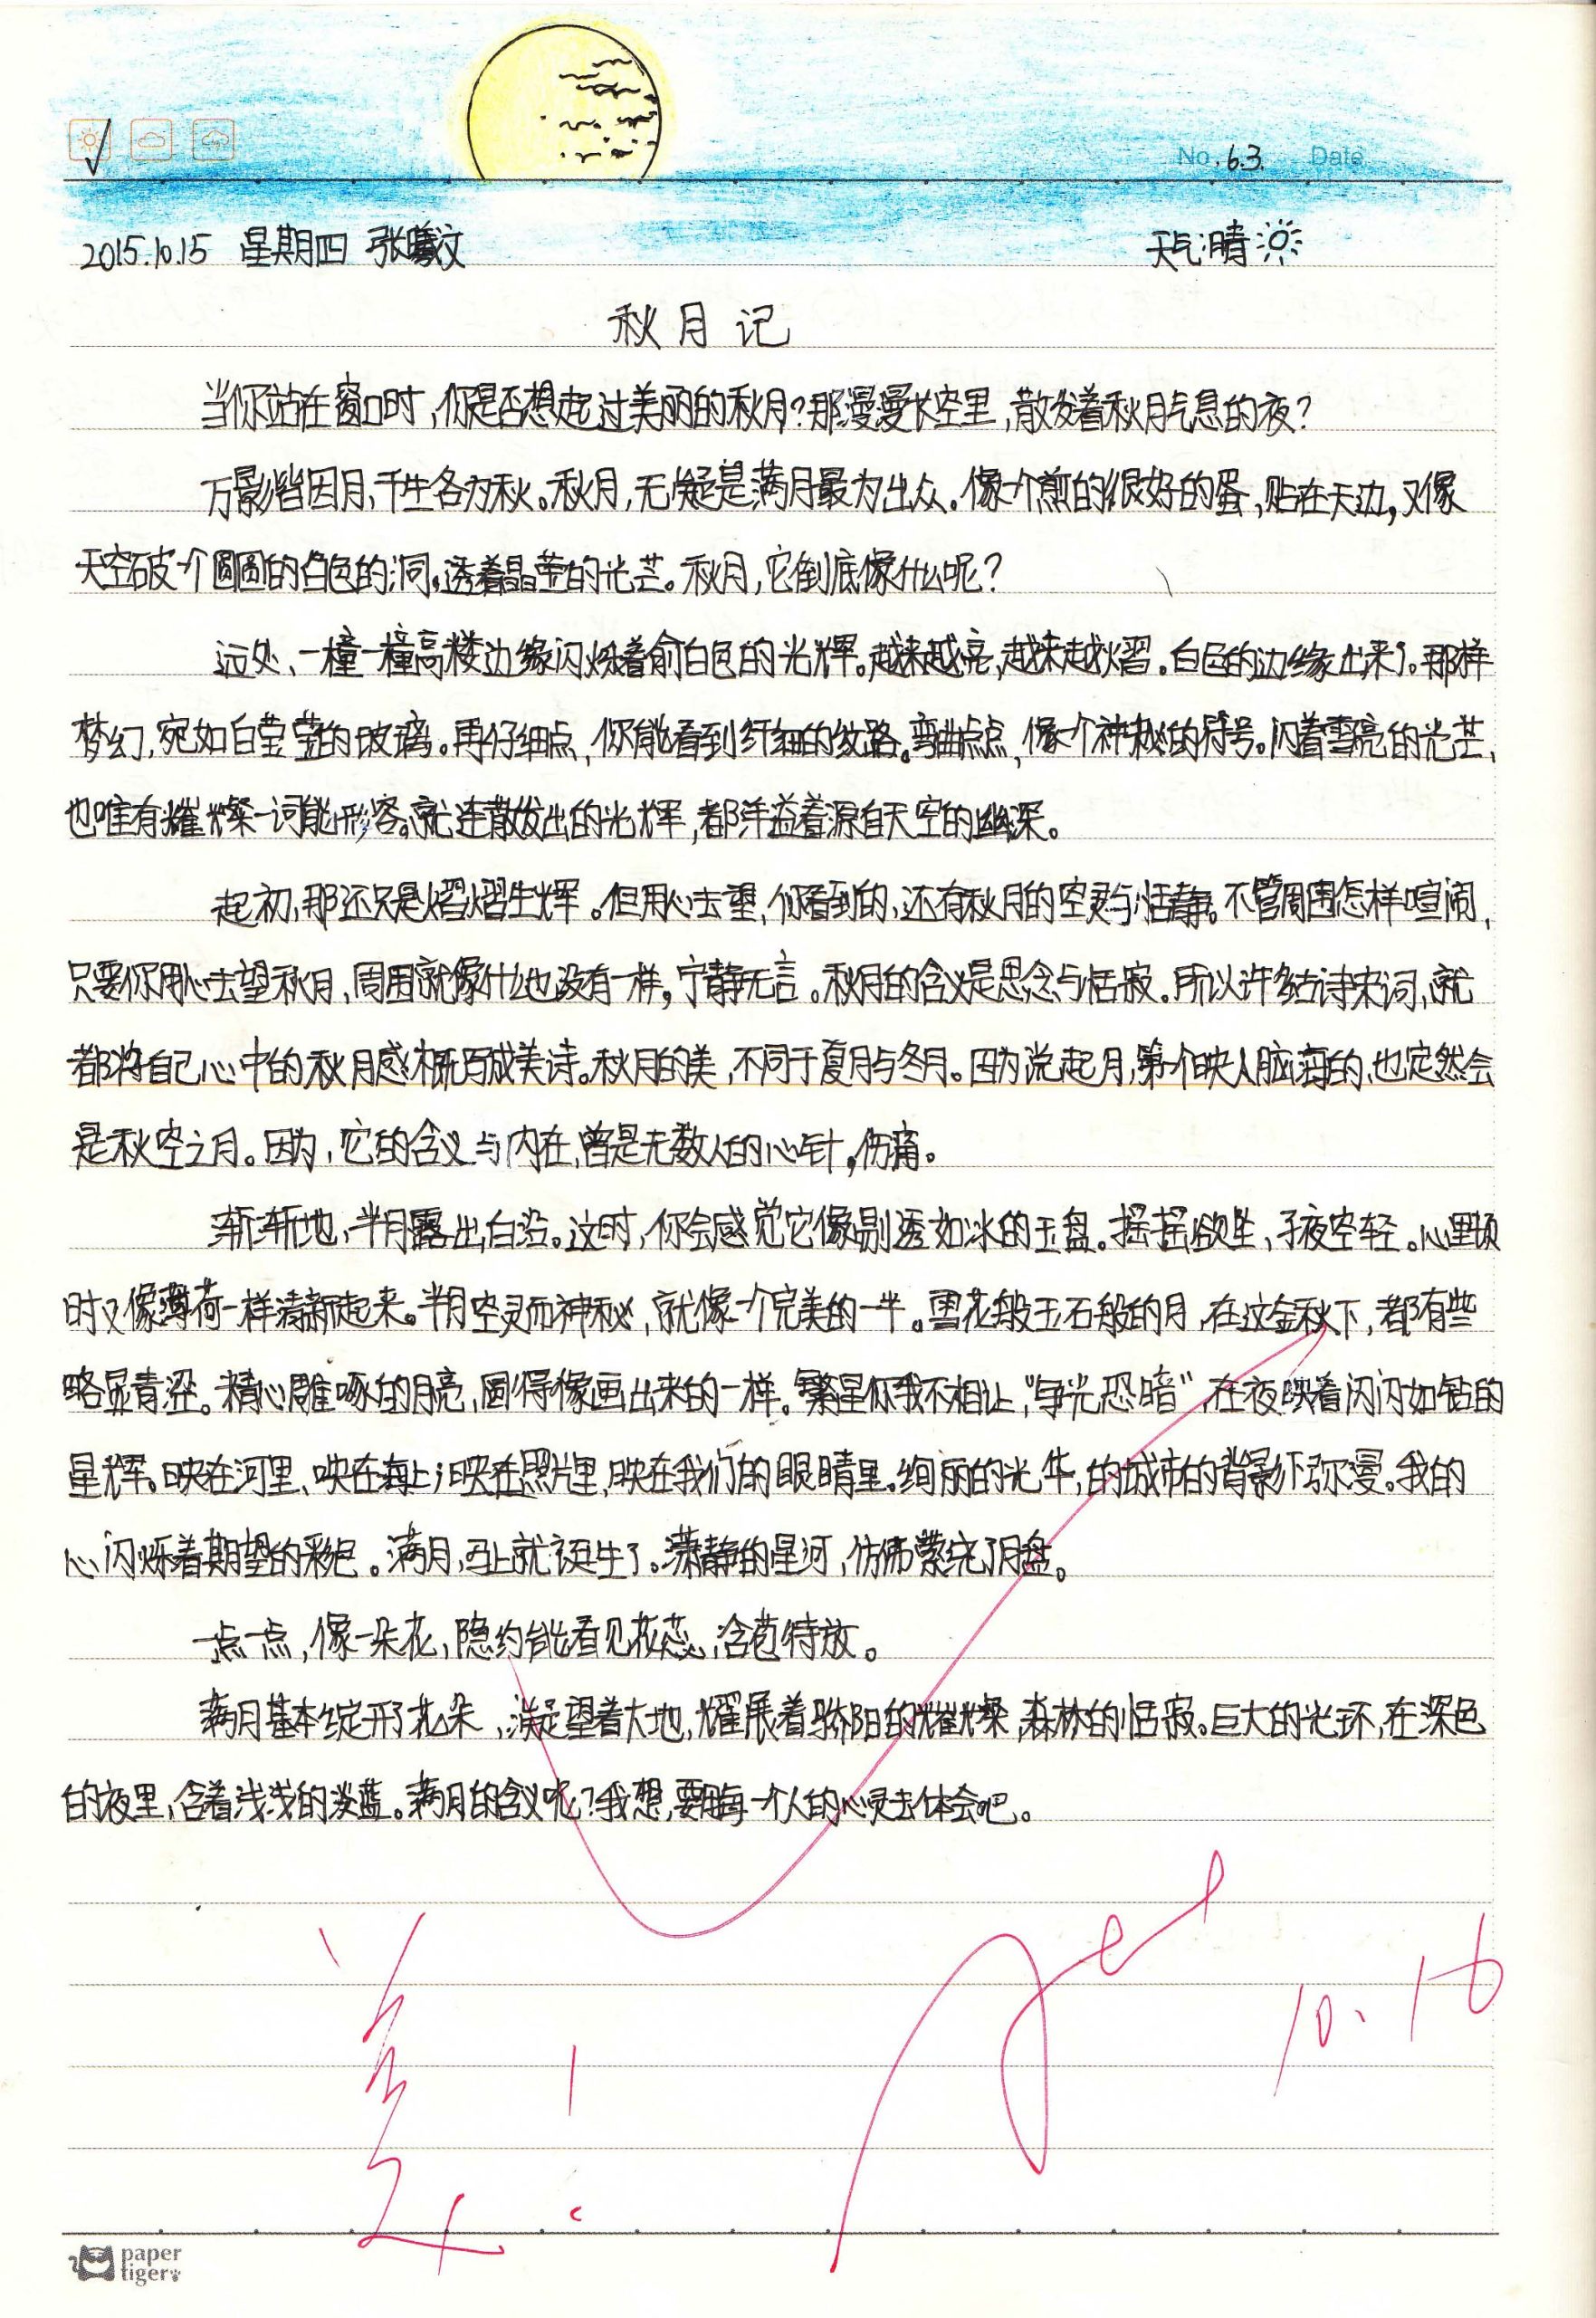 No. 63. Date
2015.10.15 星期四 张曦文 天气:晴
秋月记
当你站在窗口时,你是否想起过美丽的秋月?那漫漫长空里,散发着秋月气息的夜?
万影皆因月,千生各为秋。秋月,无疑是满月最为出众。像一个煎的很好的蛋,贴在天边,又像
天空破个圆圆的白色的洞,透着晶莹的光芒。秋月,它到底像什么呢?
远处、一橦一橦高楼边缘闪烁着俞白色的光辉。越来越亮,越来越熠。白色的边缘出来了。那样
梦幻,宛如白莹莹的玻璃。再仔细点,你能看到纤细的纹路。弯曲点点,像个神秘的符号。闪着雪亮的光芒,
也唯有璀璨一词能形容。就连散发出的光辉,都洋溢着源自天空的幽深。
起初,那还只是熠熠生辉。但用心去望,你看到的,还有秋月的空灵与恬静。不管周围怎样喧闹,
只要你用心去望秋月,周围就像什么也没有一样,宁静无言。秋月的含义是思念与恬寂。所以许多古诗宋词,就
都将自己心中的秋月感概写成美诗。秋月的美,不同于夏月与冬月。因为说起月,第一个映人脑海的,也定然会
是秋空之月。因为,它的含义与内在,曾是无数人的心针,伤痛。
渐渐地,半月露出白沿。这时,你会感觉它像剔透如冰的玉盘。摇摇欲坠,子夜空轻。心里顿
时又像薄荷一样清新起来。半月空灵而神秘,就像一个完美的一半。雪花般玉石般的月,在这金秋下,都有些
略显青涩。精心雕啄的月亮,圆得像画出来的一样。繁星你我不相让,“争光恐暗”,在夜映着闪闪如钻的
星辉。映在河里、映在海上;映在照片里,映在我们的眼睛里。绚丽的光华,的城市的背景下弥漫。我的
心闪烁着期望的彩色。满月,马上就诞生了。潇静的星河,仿佛萦绕了月盘。
一点一点,像一朵花,隐约能看见花蕊,含苞待放。
满月基本绽开了花朵,凝望着大地,耀展着骄阳的璀璨,森林的恬寂。巨大的光环,在深色
的夜里,含着浅浅的淡蓝。满月的含义呢?我想,要用每一个人的心灵去体会吧。
美!
10.16
paper
tiger